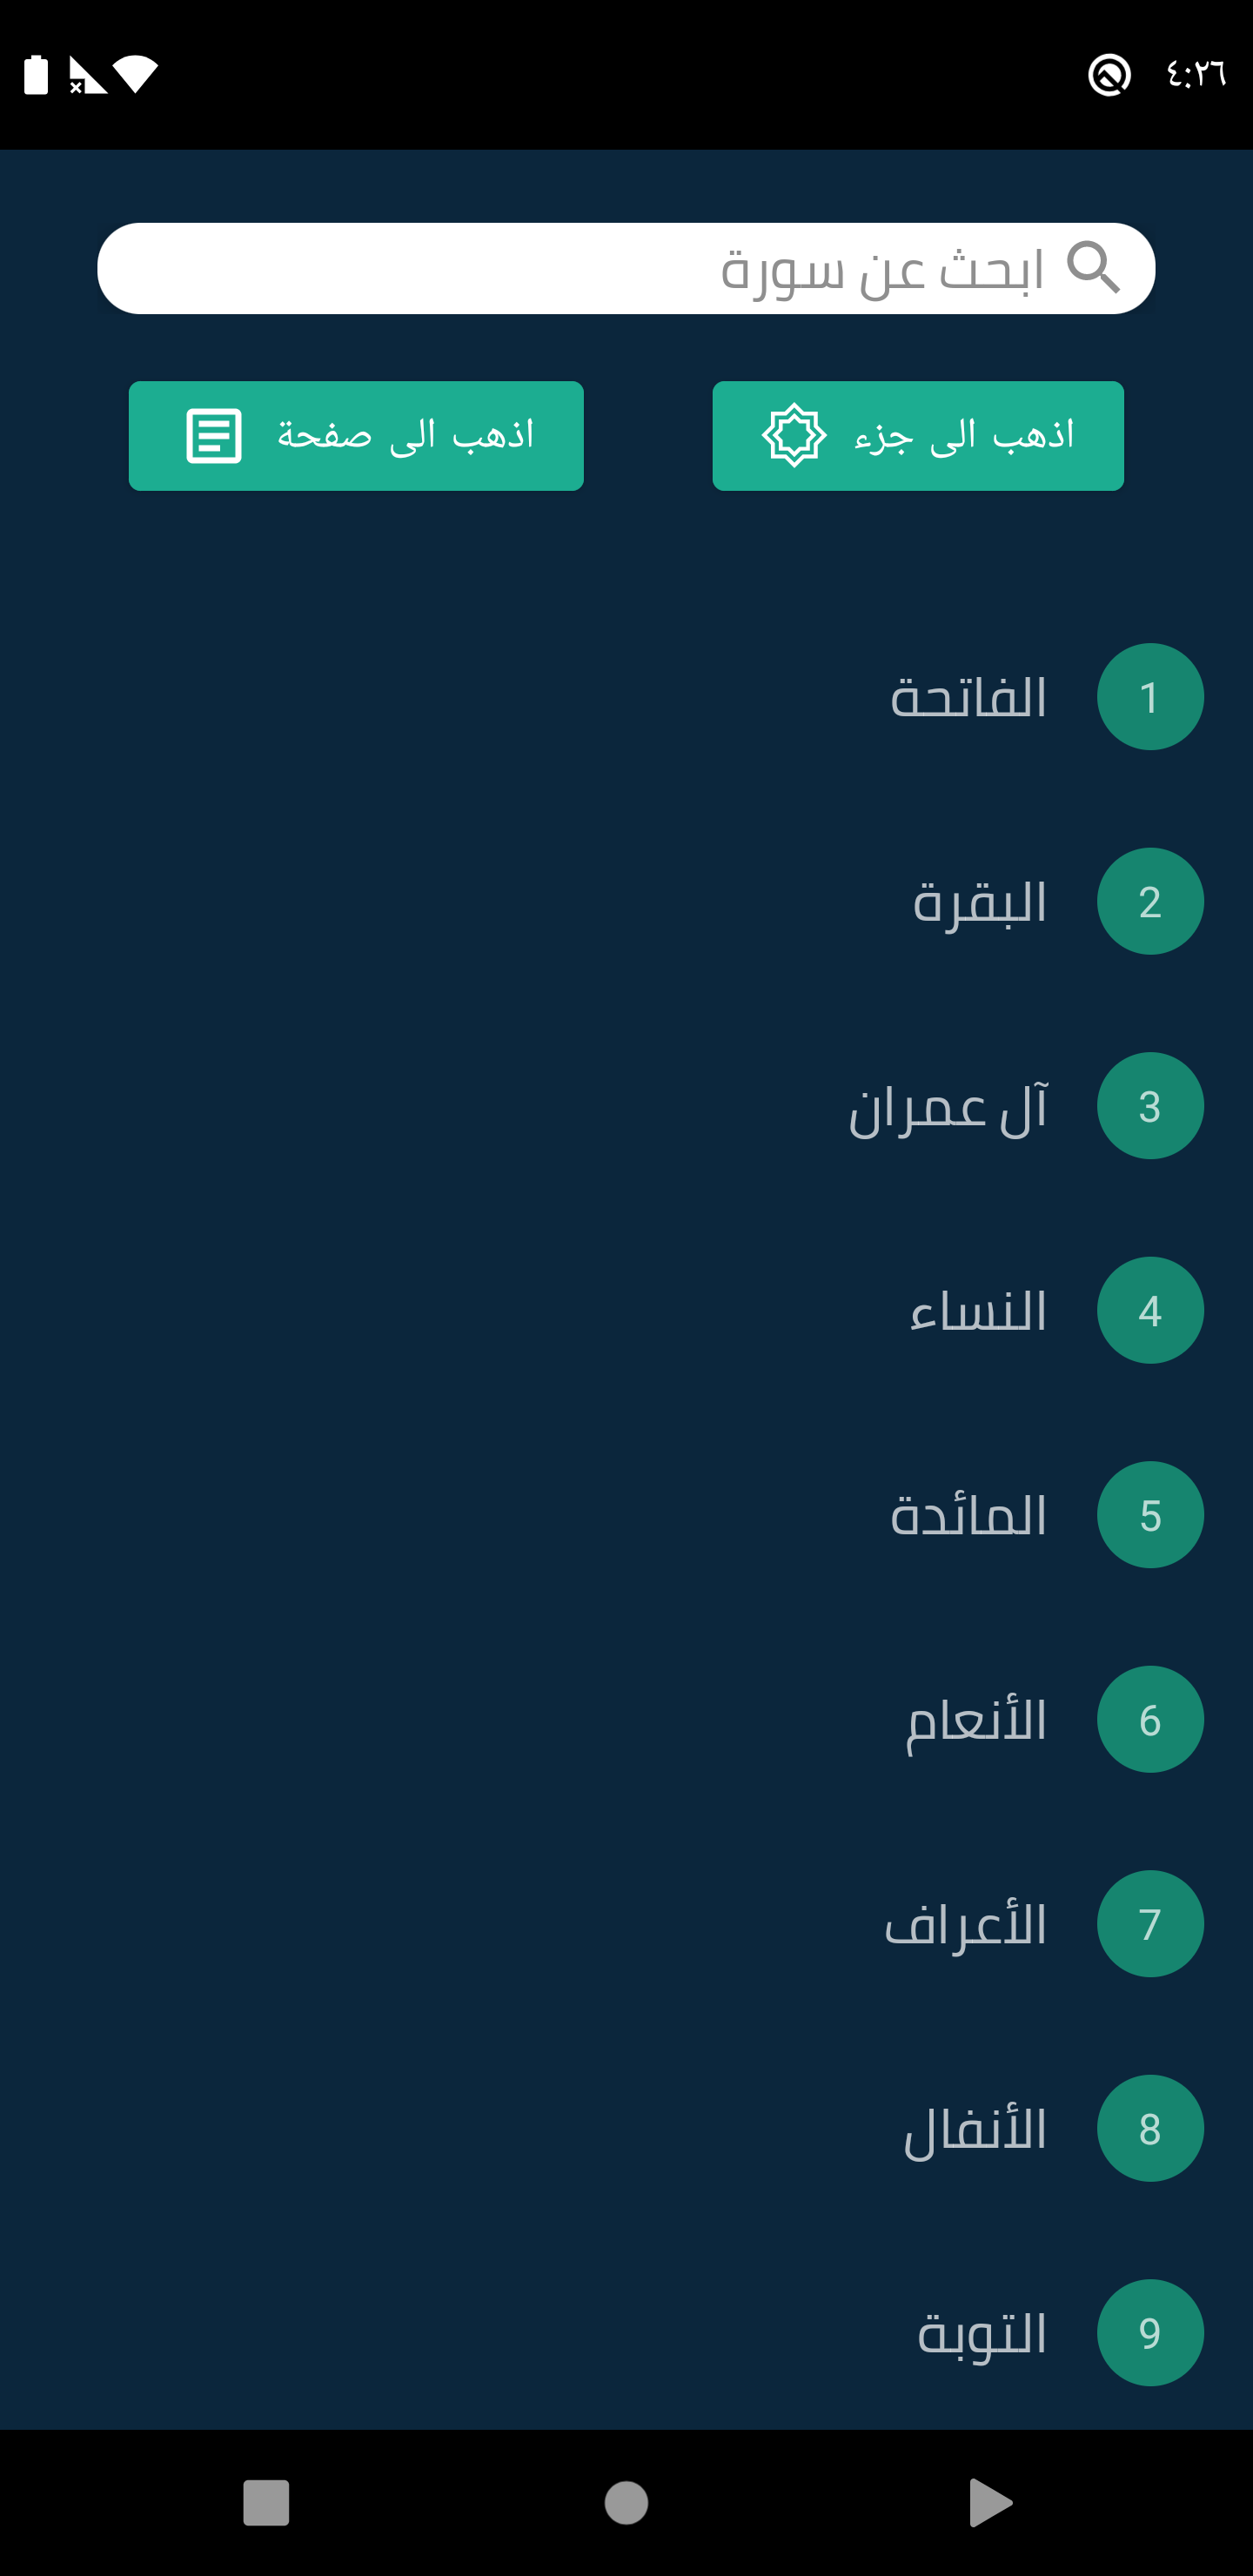 ٤:٢٦
ابحث عن سورة
اذهب الى جزء
اذهب الى صفحة
1 الفاتحة
2 البقرة
3 آل عمران
4 النساء
5 المائدة
6 الأنعام
7 الأعراف
8 الأنفال
9 التوبة